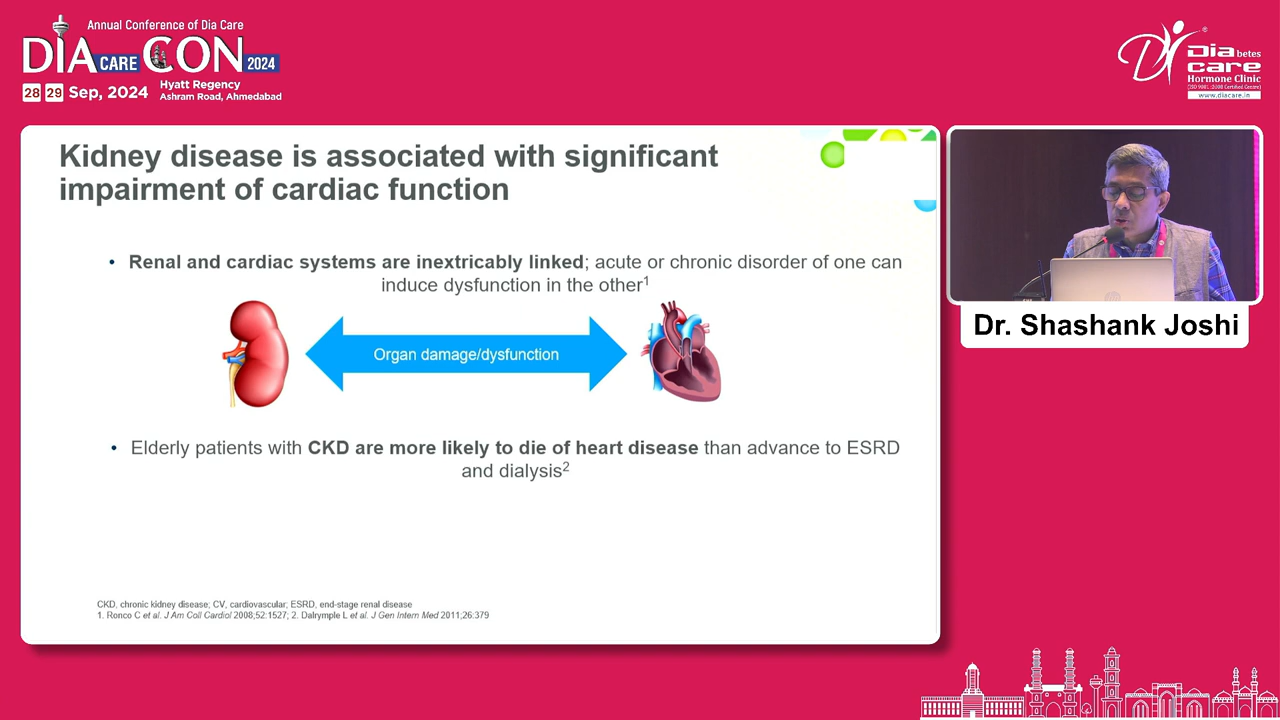 Annual Conference of Dia Care
DIA CARE CON 2024
28 29 Sep, 2024
Hyatt Regency
Ashram Road, Ahmedabad
Diabetes
care
Hormone Clinic
(ISO 9001:2008 Certified Centre)
www.diacare.in
Kidney disease is associated with significant
impairment of cardiac function
• Renal and cardiac systems are inextricably linked; acute or chronic disorder of one can
induce dysfunction in the other1
Organ damage/dysfunction
• Elderly patients with CKD are more likely to die of heart disease than advance to ESRD
and dialysis2
CKD, chronic kidney disease; CV, cardiovascular; ESRD, end-stage renal disease
1. Ronco C et al. J Am Coll Cardiol 2008;52:1527; 2. Dalrymple L et al. J Gen Intern Med 2011;26:379
Dr. Shashank Joshi